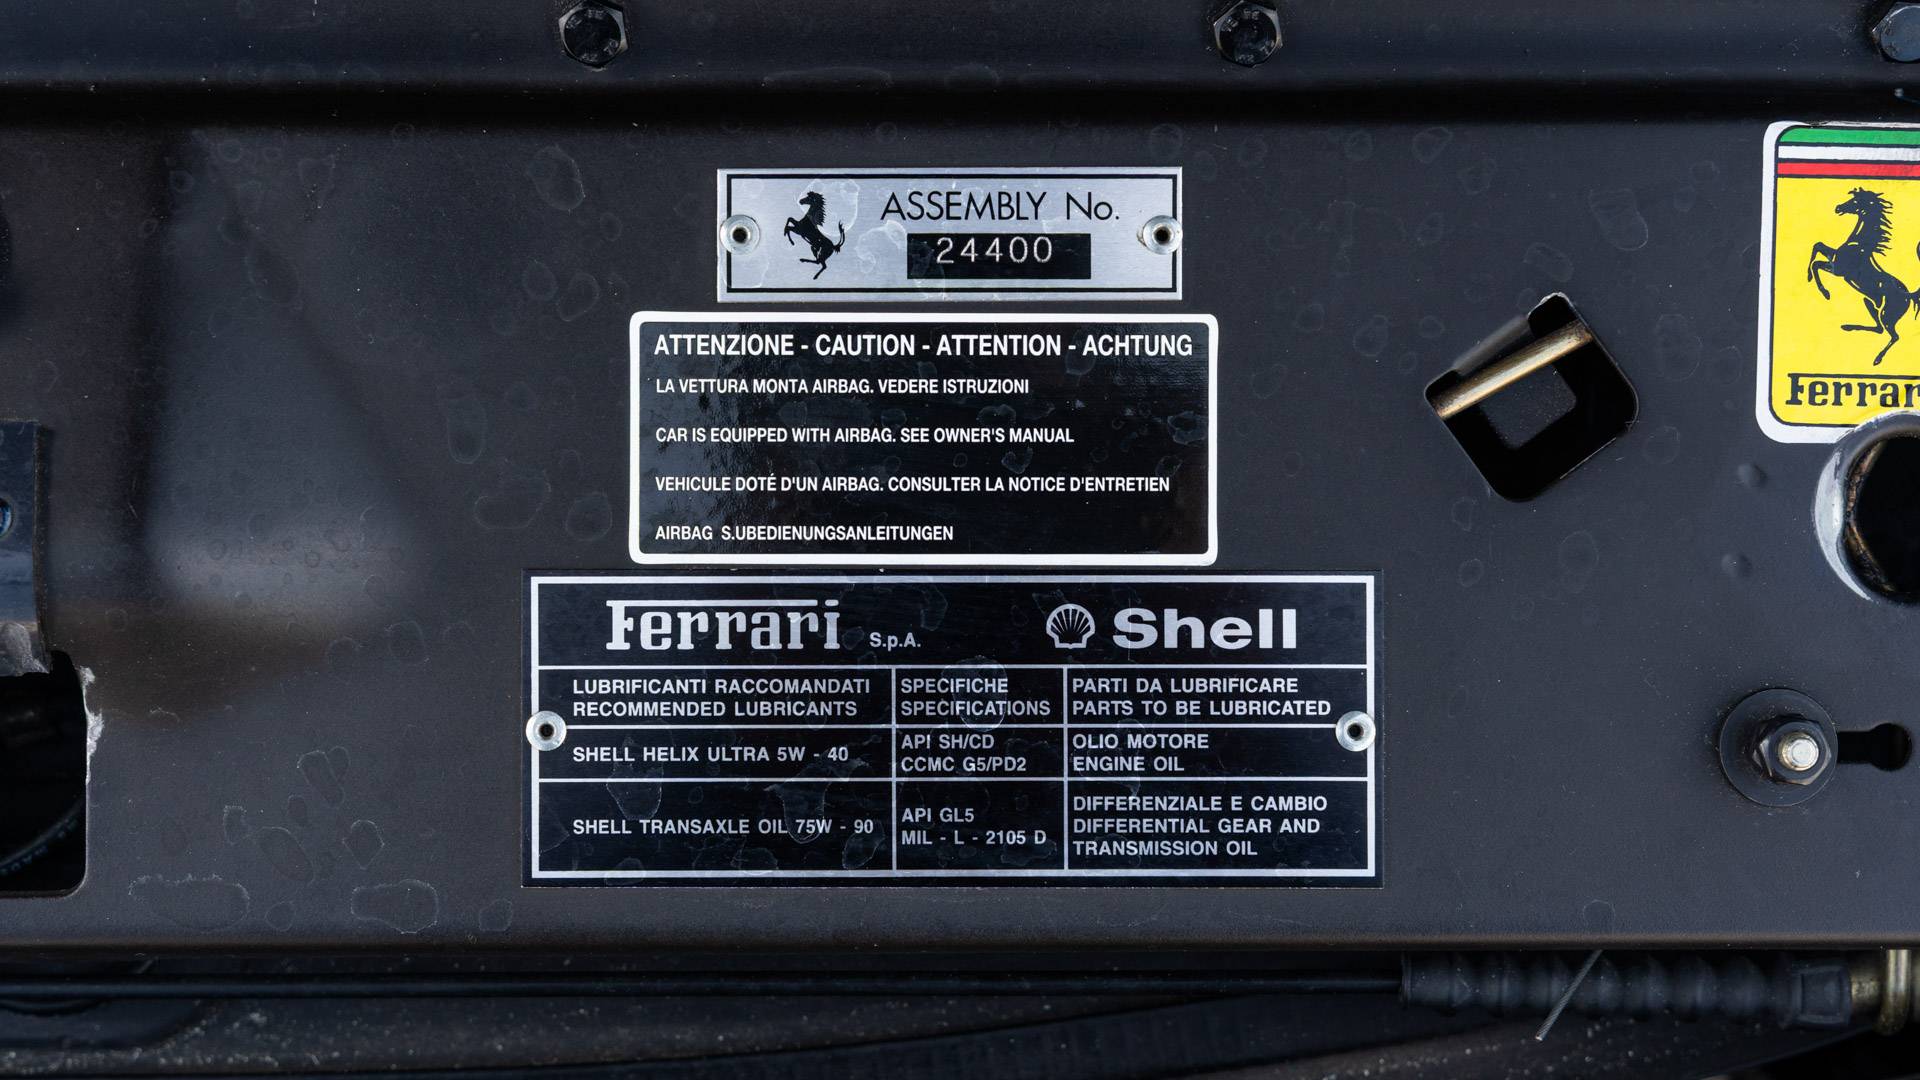 ASSEMBLY No.
24400
ATTENZIONE - CAUTION - ATTENTION - ACHTUNG
LA VETTURA MONTA AIRBAG. VEDERE ISTRUZIONI
CAR IS EQUIPPED WITH AIRBAG. SEE OWNER'S MANUAL
VEHICULE DOTÉ D'UN AIRBAG. CONSULTER LA NOTICE D'ENTRETIEN
AIRBAG S.UBEDIENUNGSANLEITUNGEN
Ferrari S.p.A. Shell
LUBRIFICANTI RACCOMANDATI
RECOMMENDED LUBRICANTS
SPECIFICHE
SPECIFICATIONS
PARTI DA LUBRIFICARE
PARTS TO BE LUBRICATED
SHELL HELIX ULTRA 5W - 40
API SH/CD
CCMC G5/PD2
OLIO MOTORE
ENGINE OIL
SHELL TRANSAXLE OIL 75W - 90
API GL5
MIL - L - 2105 D
DIFFERENZIALE E CAMBIO
DIFFERENTIAL GEAR AND
TRANSMISSION OIL
Ferrar